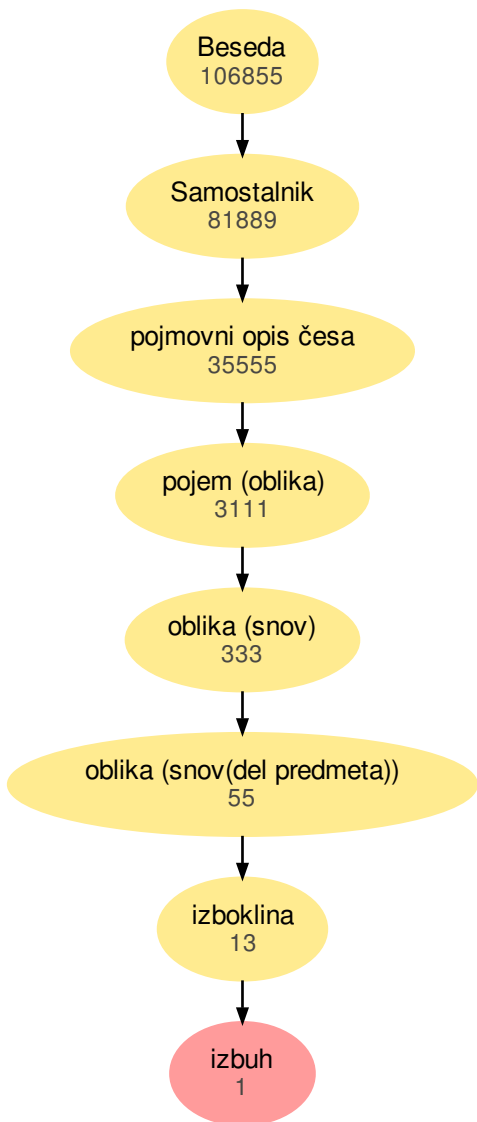 Beseda
106855
Samostalnik
81889
pojmovni opis česa
35555
pojem (oblika)
3111
oblika (snov)
333
oblika (snov(del predmeta))
55
izboklina
13
izbuh
1